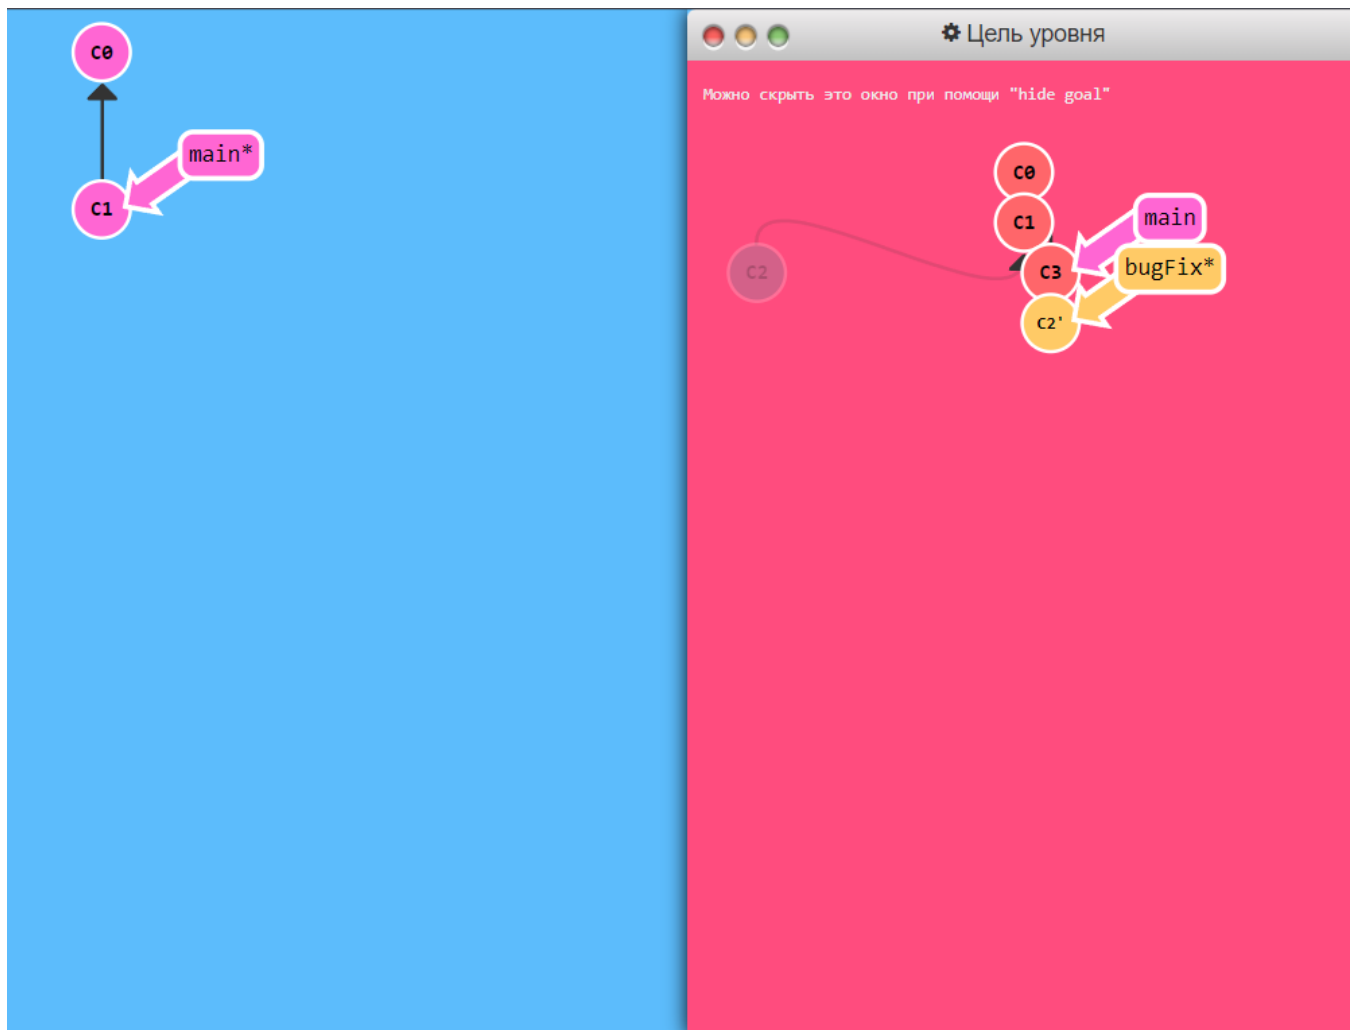 C0
main*
C1
Цель уровня
Можно скрыть это окно при помощи "hide goal"
C0
C1
main
C2
C3
bugFix*
C2'